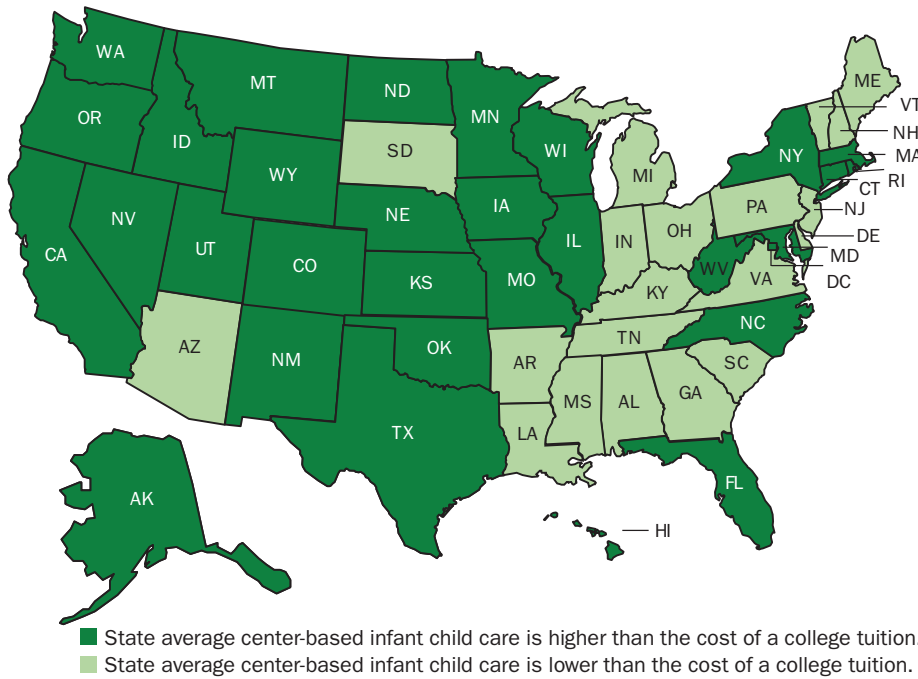 WA
MT
ND
MN
ME
VT
NH
MA
RI
CT
NJ
DE
MD
DC
OR
ID
SD
WI
NY
MI
WY
NE
IA
PA
NV
UT
CO
IL
IN
OH
CA
KS
MO
WV
VA
KY
NC
TN
AZ
NM
OK
AR
SC
TX
LA
MS
AL
GA
FL
AK
HI
State average center-based infant child care is higher than the cost of a college tuition.
State average center-based infant child care is lower than the cost of a college tuition.